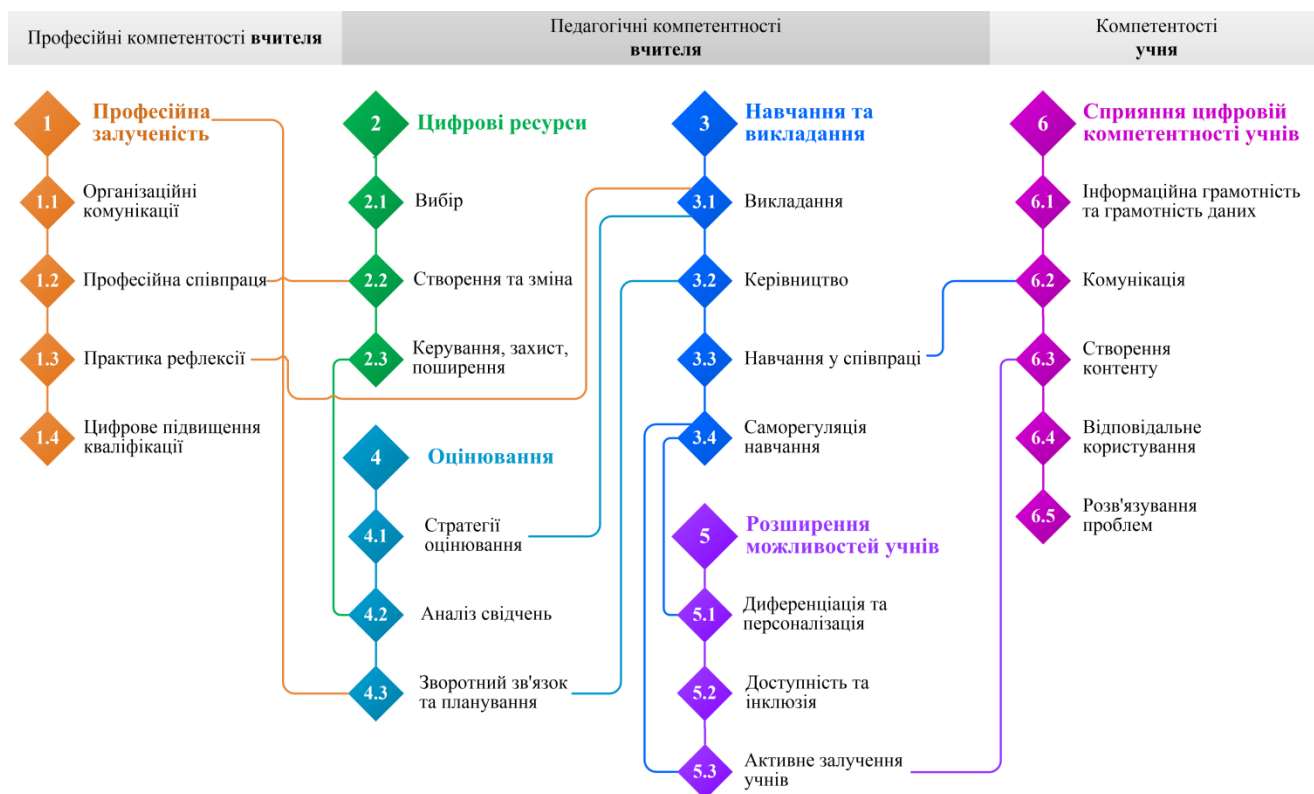 Професійні компетентості вчителя
Педагогічні компетентності
вчителя
Компетентості
учня
1
Професійна
залученість
1.1
Організаційні
комунікації
1.2
Професійна співпраця
1.3
Практика рефлексії
1.4
Цифрове підвищення
кваліфікації
2
Цифрові ресурси
2.1
Вибір
2.2
Створення та зміна
2.3
Керування, захист,
поширення
4
Оцінювання
4.1
Стратегії
оцінювання
4.2
Аналіз свідчень
4.3
Зворотний зв'язок
та планування
3
Навчання та
викладання
3.1
Викладання
3.2
Керівництво
3.3
Навчання у співпраці
3.4
Саморегуляція
навчання
5
Розширення
можливостей учнів
5.1
Диференціація та
персоналізація
5.2
Доступність та
інклюзія
5.3
Активне залучення
учнів
6
Сприяння цифровій
компетентності учнів
6.1
Інформаційна грамотність
та грамотність даних
6.2
Комунікація
6.3
Створення
контенту
6.4
Відповідальне
користування
6.5
Розв'язування
проблем